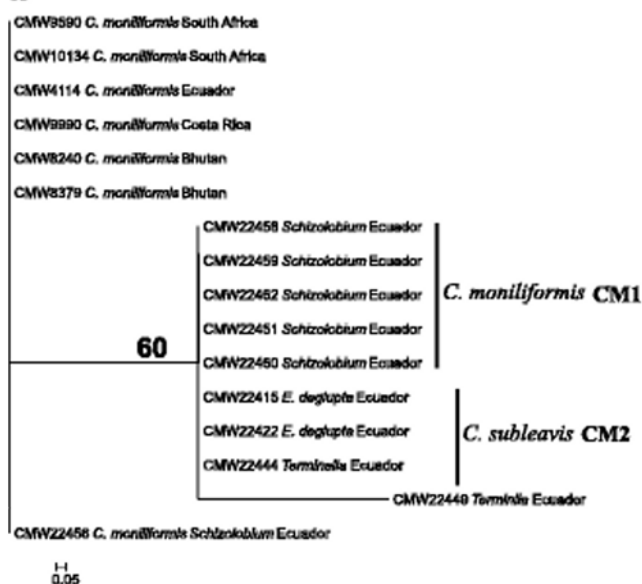 CMW9590 C. moniliformis South Africa
CMW10134 C. moniliformis South Africa
CMW4114 C. moniliformis Ecuador
CMW9990 C. moniliformis Costa Rica
CMW8240 C. moniliformis Bhutan
CMW8379 C. moniliformis Bhutan
CMW22458 Schizolobium Ecuador
CMW22459 Schizolobium Ecuador
CMW22462 Schizolobium Ecuador
C. moniliformis CM1
CMW22451 Schizolobium Ecuador
60
CMW22460 Schizolobium Ecuador
CMW22415 E. deglupta Ecuador
CMW22422 E. deglupta Ecuador
C. subleavis CM2
CMW22444 Terminalia Ecuador
CMW22449 Ecuador
CMW22456 C. moniliformis Schizolobium Ecuador
0.05